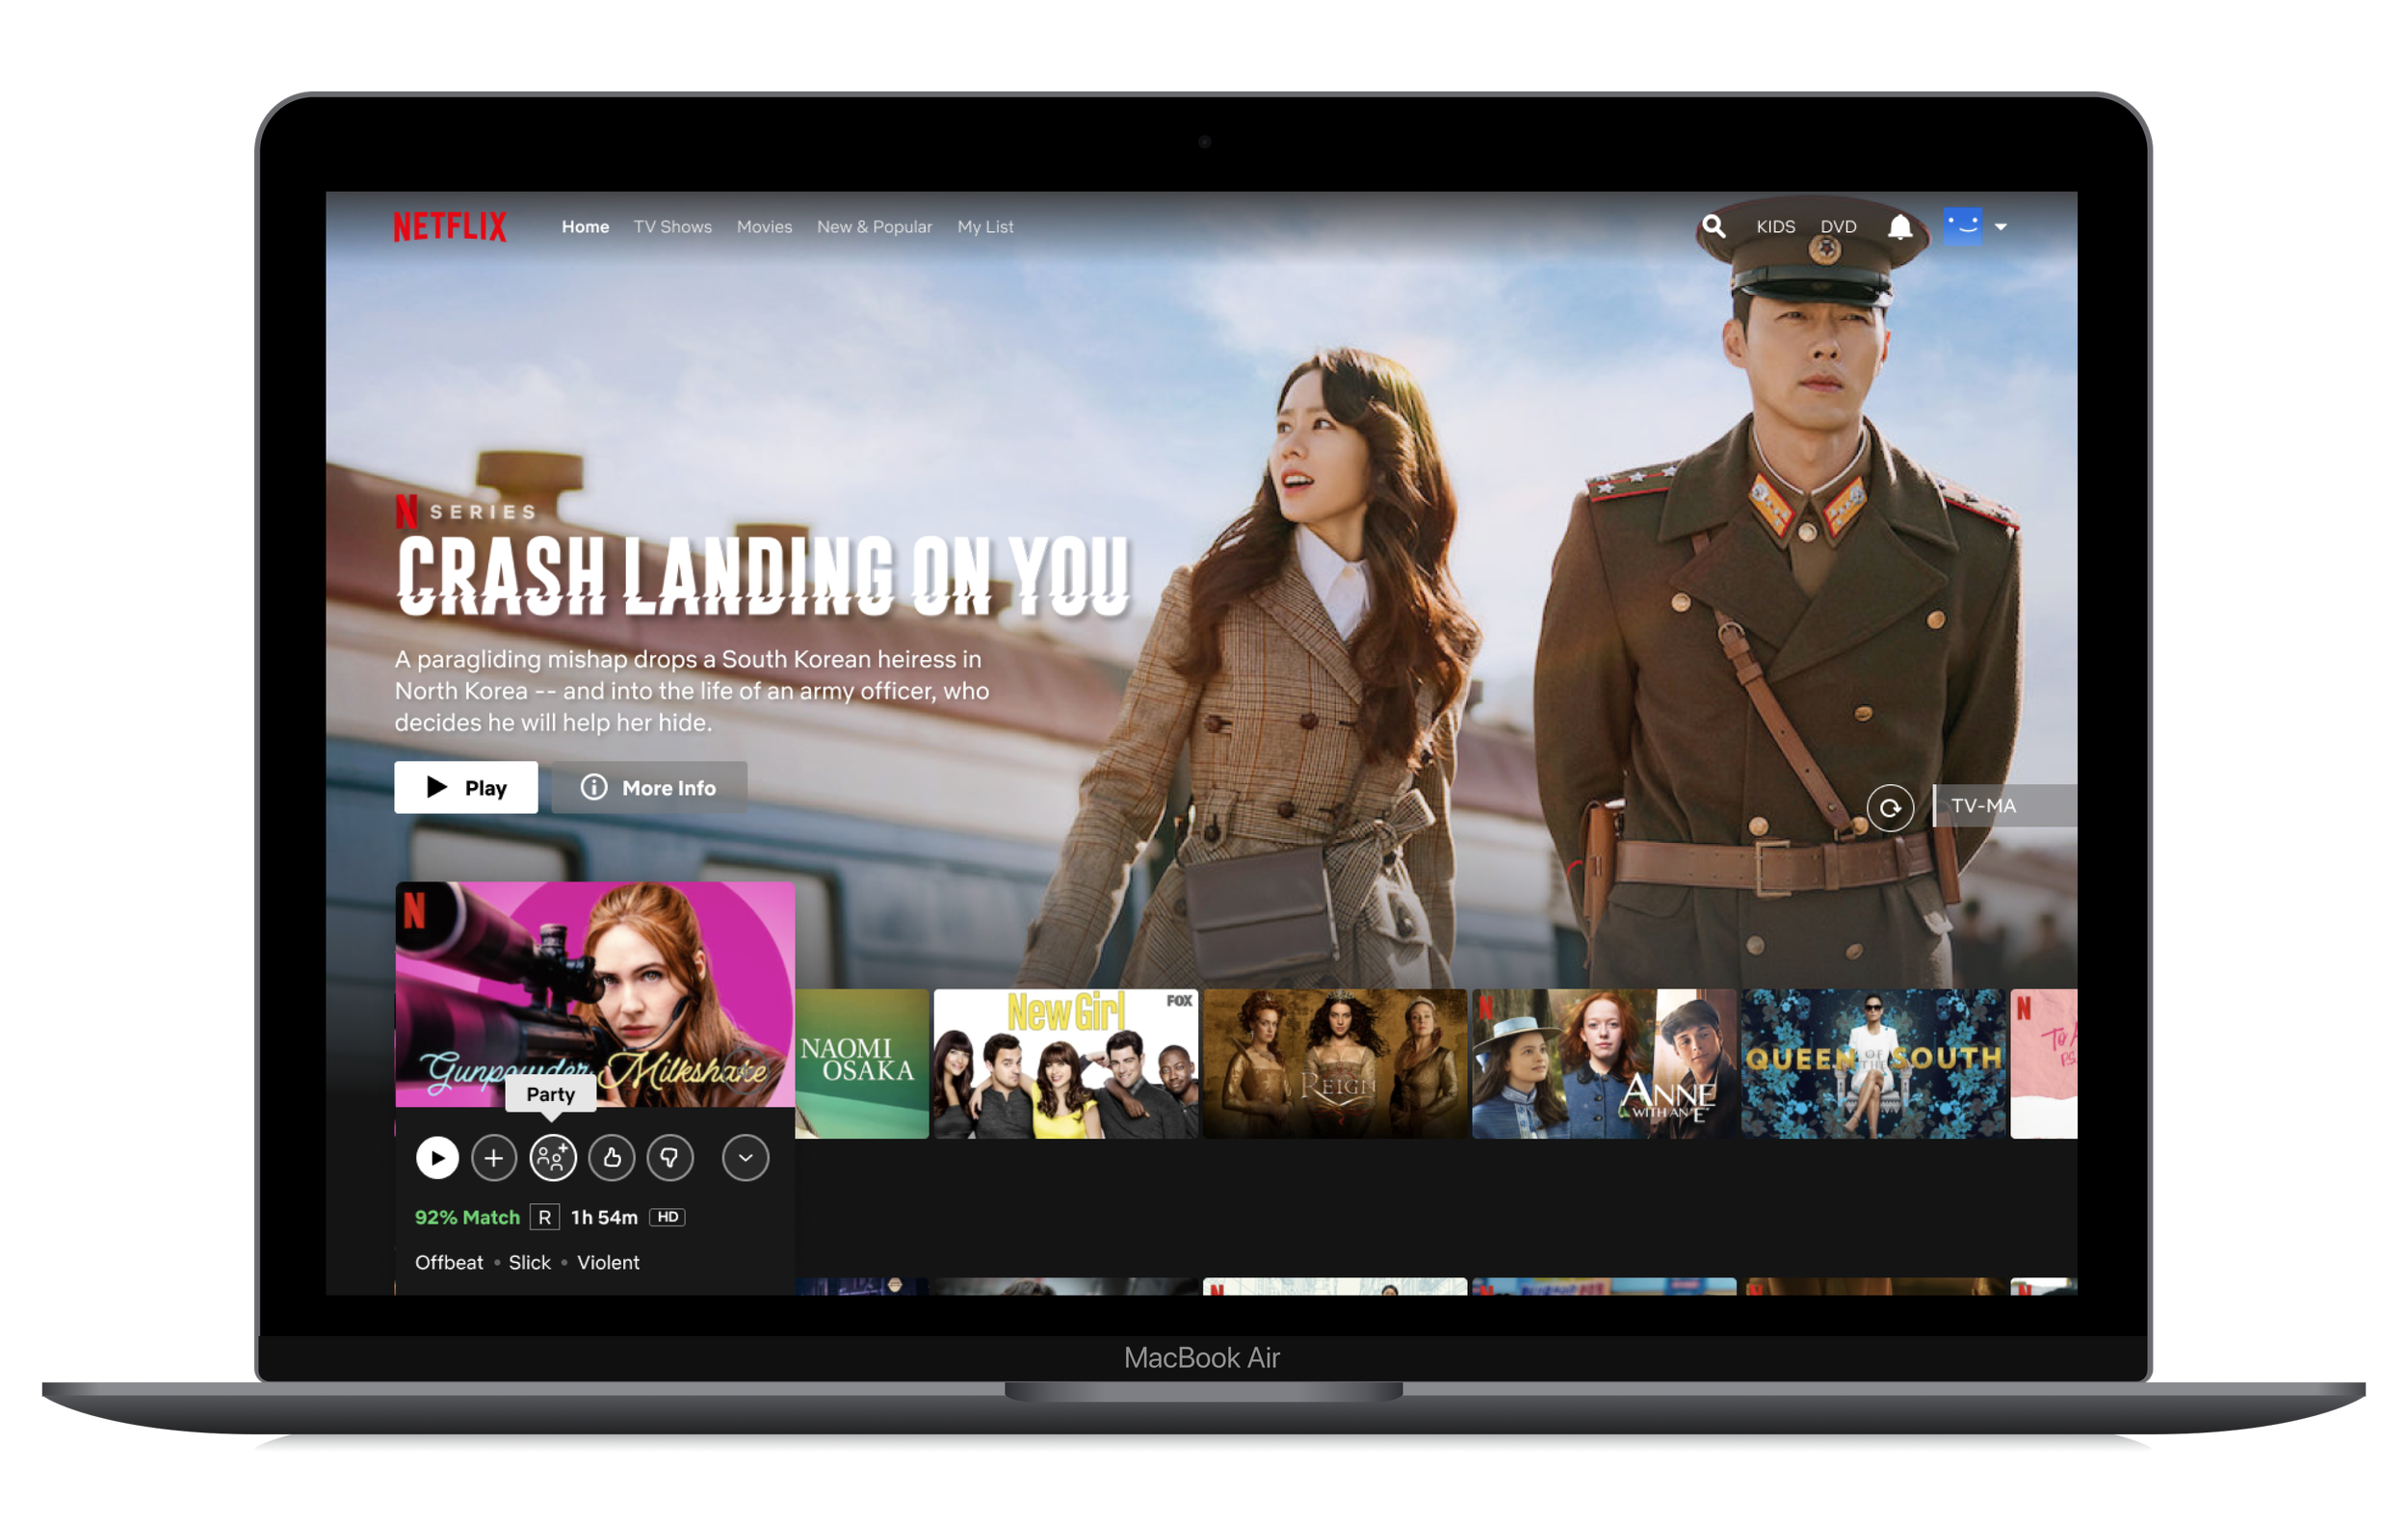 NETFLIX
Home TV Shows Movies New & Popular My List
KIDS DVD
N SERIES
CRASH LANDING ON YOU
A paragliding mishap drops a South Korean heiress in
North Korea -- and into the life of an army officer, who
decides he will help her hide.
Play More Info
TV-MA
N
Gunpowder Milkshake
Party
92% Match R 1h 54m HD
Offbeat • Slick • Violent
NAOMI
OSAKA
New Girl FOX
REIGN
N
ANNE
WITH AN "E"
QUEEN OF THE SOUTH
N
To
P.S.
N
N
N
N
MacBook Air